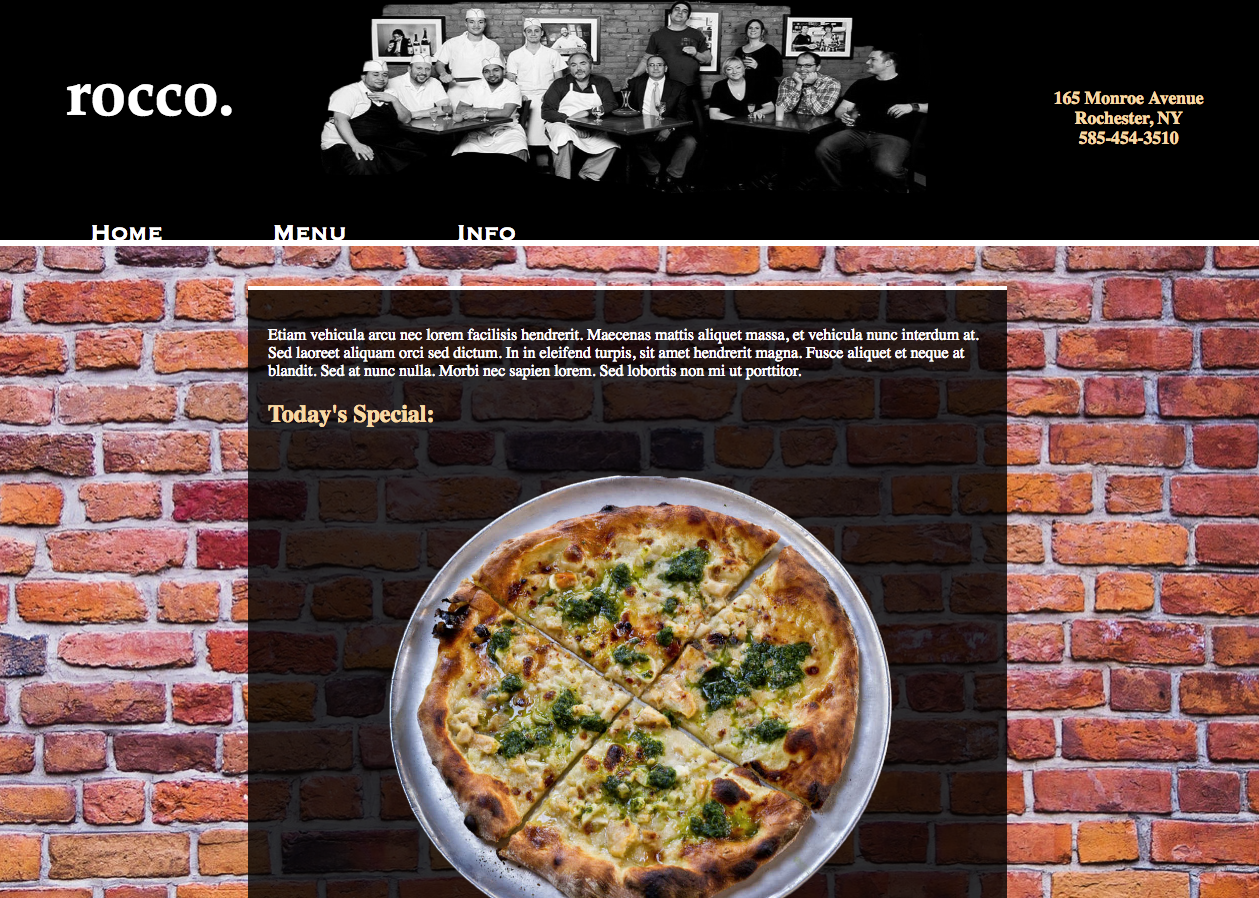 rocco.
165 Monroe Avenue
Rochester, NY
585-454-3510
Home Menu Info
Etiam vehicula arcu nec lorem facilisis hendrerit. Maecenas mattis aliquet massa, et vehicula nunc interdum at.
Sed laoreet aliquam orci sed dictum. In in eleifend turpis, sit amet hendrerit magna. Fusce aliquet et neque at
blandit. Sed at nunc nulla. Morbi nec sapien lorem. Sed lobortis non mi ut porttitor.
Today's Special: